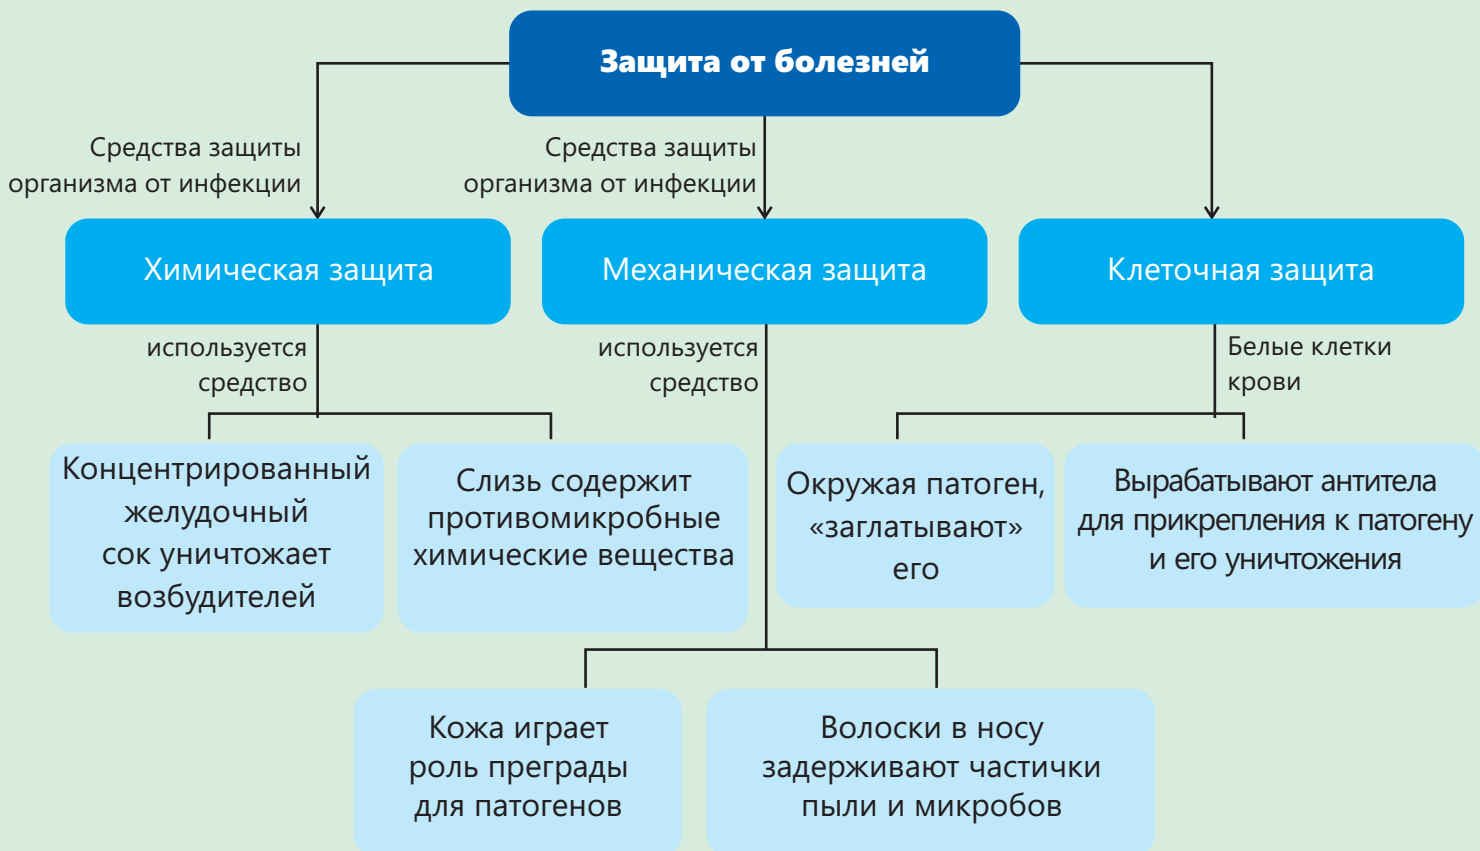 Защита от болезней
Средства защиты
организма от инфекции
Средства защиты
организма от инфекции
Химическая защита
Механическая защита
Клеточная защита
используется
средство
используется
средство
Белые клетки
крови
Концентрированный
желудочный
сок уничтожает
возбудителей
Слизь содержит
противомикробные
химические вещества
Окружая патоген,
«заглатывают»
его
Вырабатывают антитела
для прикрепления к патогену
и его уничтожения
Кожа играет
роль преграды
для патогенов
Волоски в носу
задерживают частички
пыли и микробов